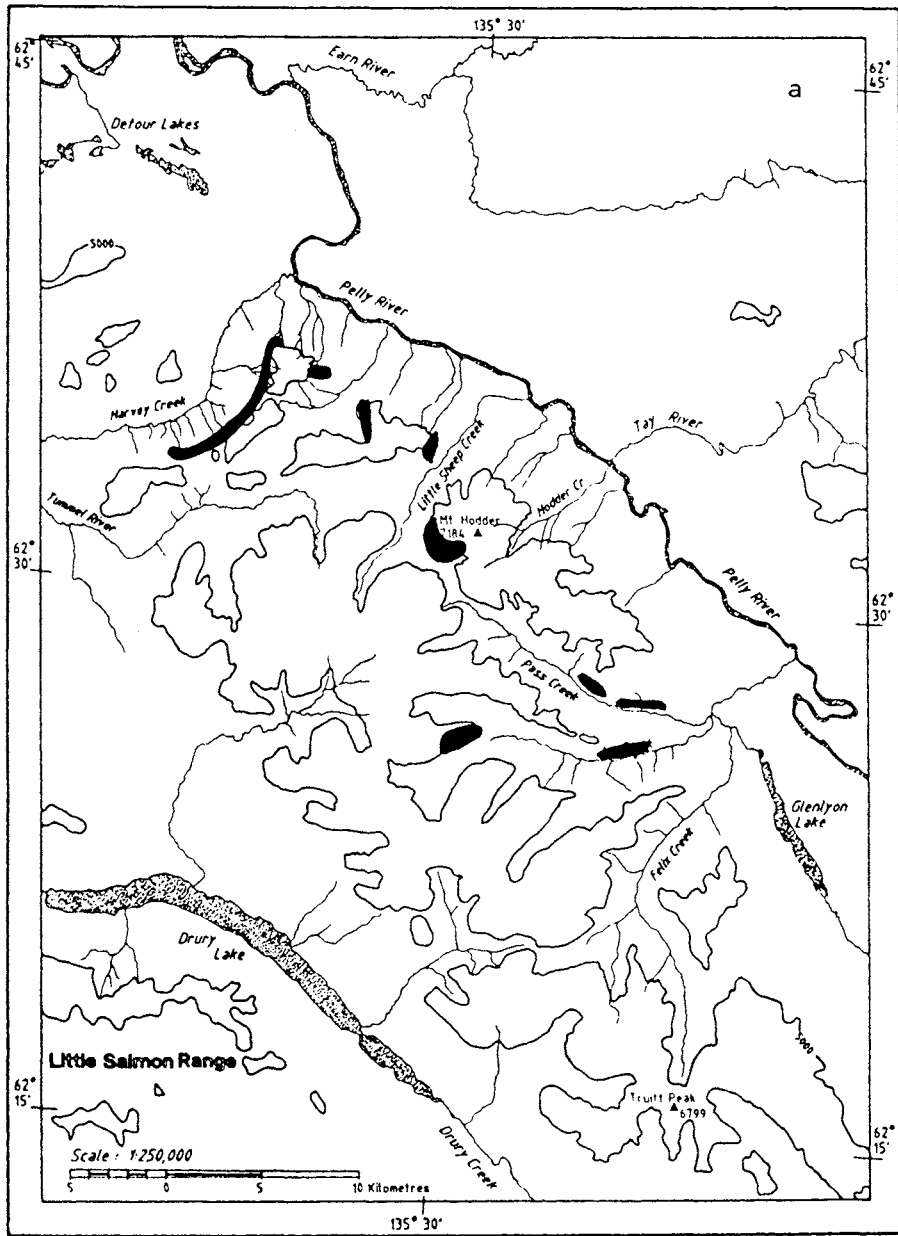 135° 30'
62°
45'
Earn River
62°
45'
a
Detour Lakes
5000
Pelly River
Harvey Creek
Tay River
Little Sheep Creek
Hodder Cr.
Tummel River
Mt Hodder
7184
62°
30'
Pelly River
62°
30'
Pass Creek
Glenlyon
Lake
Felix Creek
Drury
Lake
5000
Little Salmon Range
62°
15'
Truitt Peak
6799
62°
15'
Scale : 1:250,000
Drury Creek
5 0 5 10 Kilometres
135° 30'